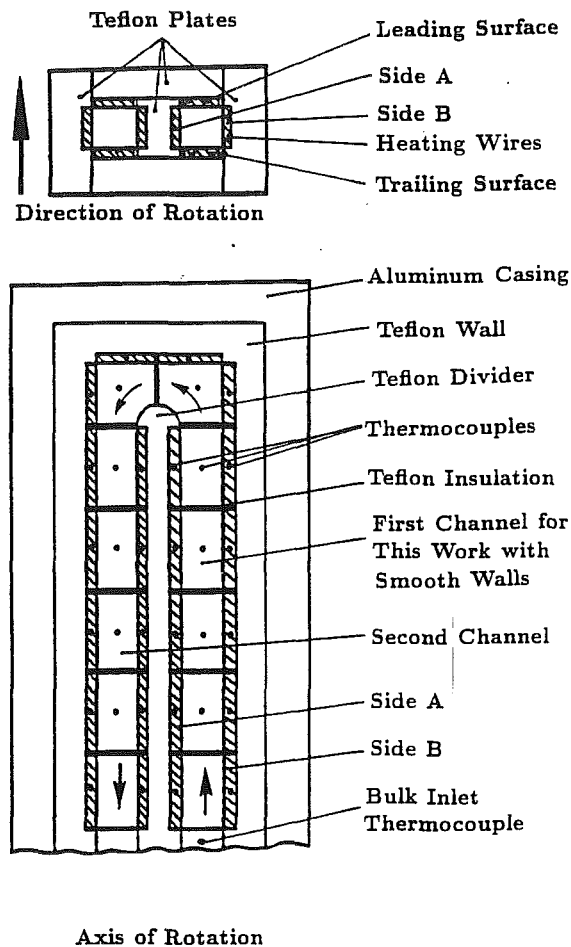 Teflon Plates
Leading Surface
Side A
Side B
Heating Wires
Trailing Surface
Direction of Rotation
Aluminum Casing
Teflon Wall
Teflon Divider
Thermocouples
Teflon Insulation
First Channel for
This Work with
Smooth Walls
Second Channel
Side A
Side B
Bulk Inlet
Thermocouple
Axis of Rotation